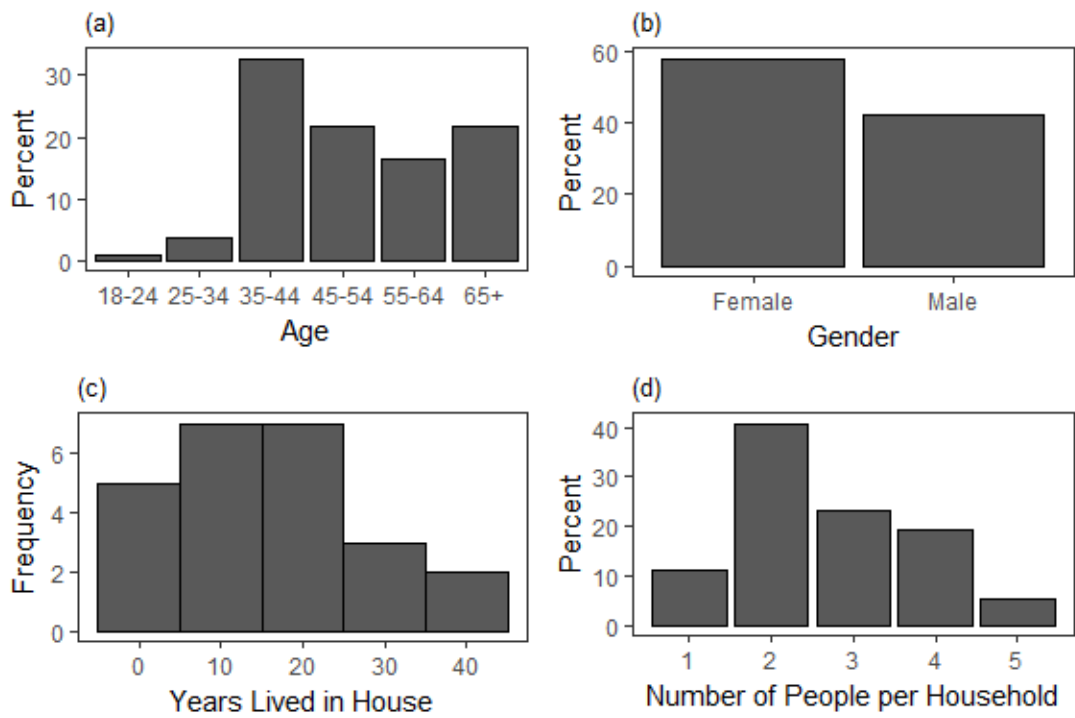 (a)
Percent
30
20
10
0
18-24 25-34 35-44 45-54 55-64 65+
Age
(b)
Percent
60
40
20
0
Female Male
Gender
(c)
Frequency
6
4
2
0
0 10 20 30 40
Years Lived in House
(d)
Percent
40
30
20
10
0
1 2 3 4 5
Number of People per Household